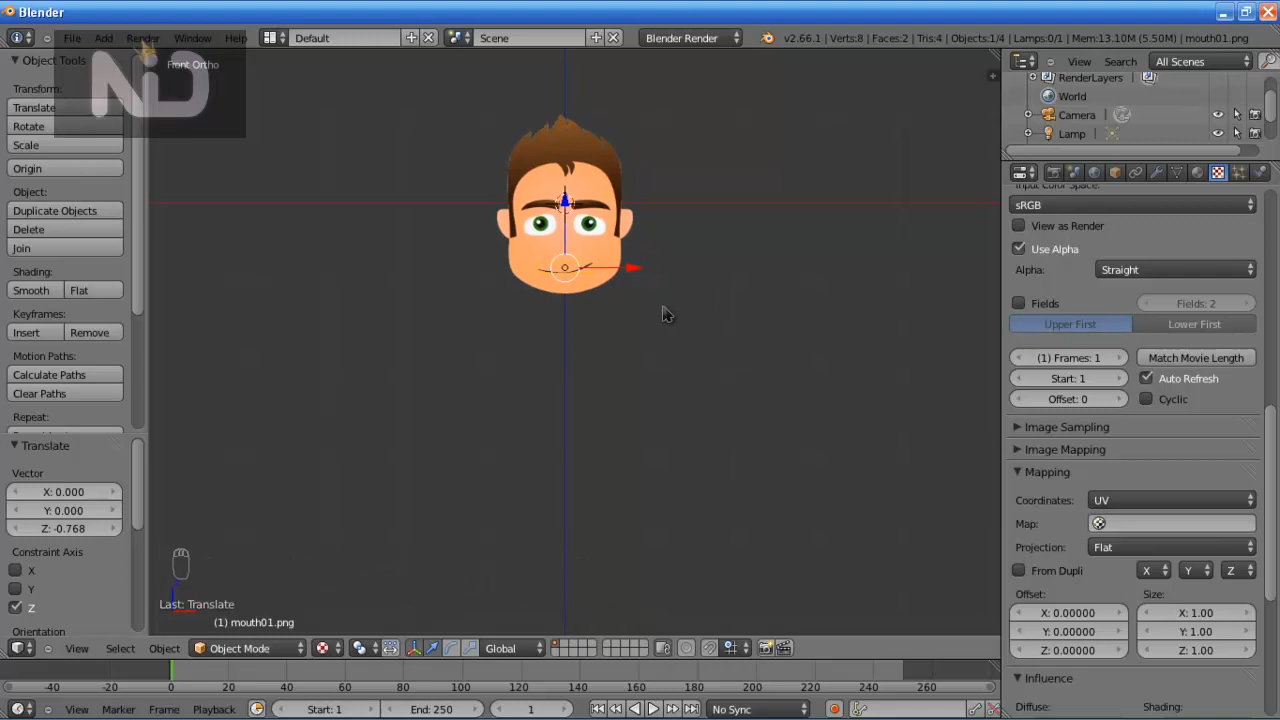 Blender
File Add Render Window Help Default Scene Blender Render v2.66.1 | Verts:8 | Faces:2 | Tris:4 | Objects:1/4 | Lamps:0/1 | Mem:13.10M (5.50M) | mouth01.png
Object Tools
Transform:
Translate
Rotate
Scale
Origin
Object:
Duplicate Objects
Delete
Join
Shading:
Smooth Flat
Keyframes:
Insert Remove
Motion Paths:
Calculate Paths
Clear Paths
Repeat:
Translate
Vector
X: 0.000
Y: 0.000
Z: -0.768
Constraint Axis
X
Y
Z
Orientation
ND
Front Ortho
Last: Translate
(1) mouth01.png
View Search All Scenes
RenderLayers
World
Camera
Lamp
Input Color Space:
sRGB
View as Render
Use Alpha
Alpha: Straight
Fields Fields: 2
Upper First Lower First
(1) Frames: 1 Match Movie Length
Start: 1 Auto Refresh
Offset: 0 Cyclic
Image Sampling
Image Mapping
Mapping
Coordinates: UV
Map:
Projection: Flat
From Dupli X Y Z
Offset: Size:
X: 0.00000 X: 1.00
Y: 0.00000 Y: 1.00
Z: 0.00000 Z: 1.00
Influence
Diffuse: Shading:
View Select Object Object Mode Global
-40 -20 0 20 40 60 80 100 120 140 160 180 200 220 240 260
View Marker Frame Playback Start: 1 End: 250 1 No Sync